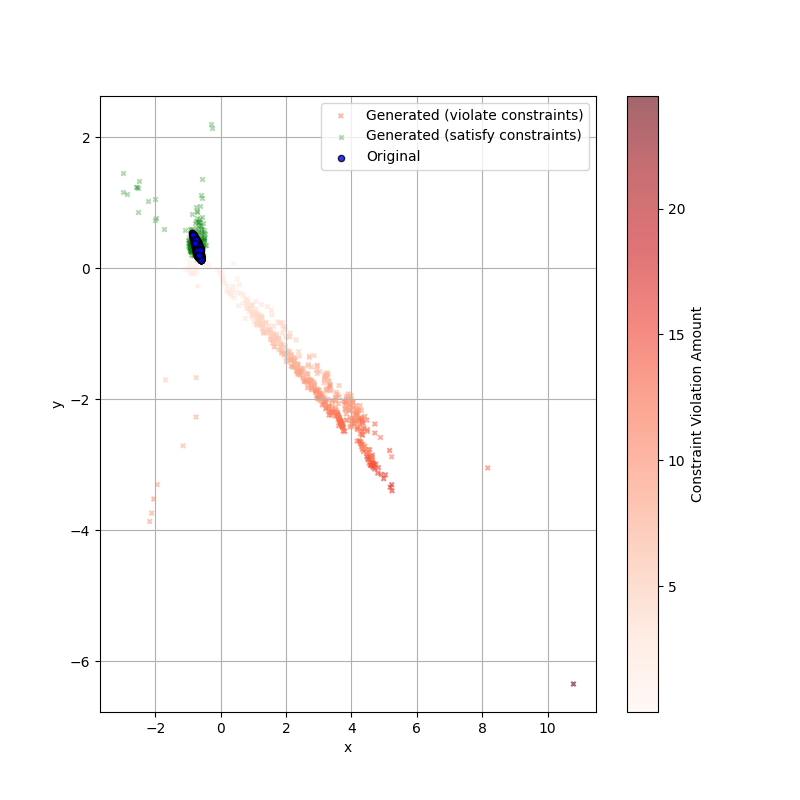 Generated (violate constraints)
Generated (satisfy constraints)
Original
2
0
−2
−4
−6
y
−2
0
2
4
6
8
10
x
20
15
10
5
Constraint Violation Amount